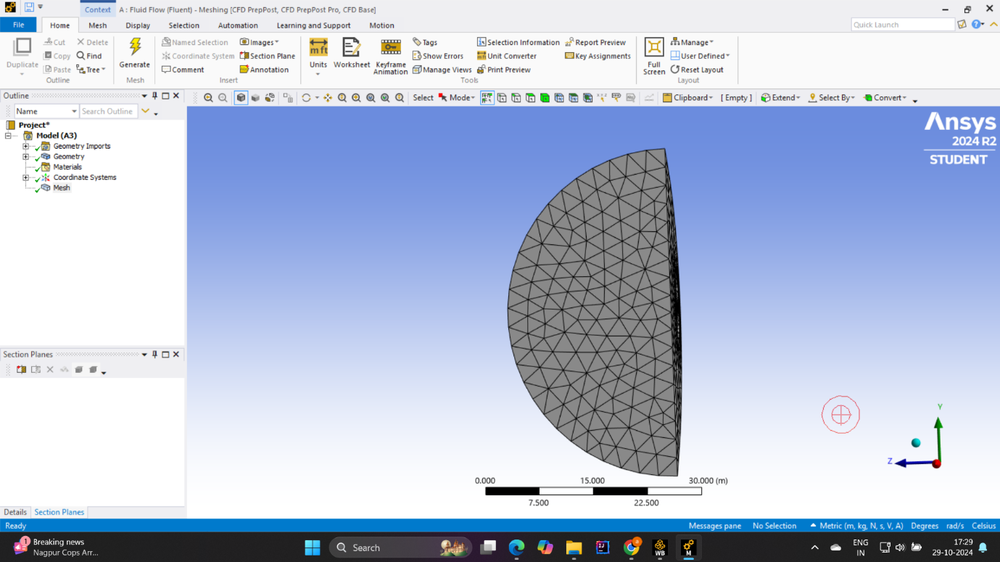 Context
A : Fluid Flow (Fluent) - Meshing [CFD PrepPost, CFD PrepPost Pro, CFD Base]
File Home Mesh Display Selection Automation Learning and Support Motion
Quick Launch
Duplicate
Cut
Delete
Copy
Find
Paste
Tree
Outline
Generate
Mesh
Named Selection
Images
Coordinate System
Section Plane
Comment
Annotation
Insert
mft
Units
Worksheet
Keyframe
Animation
Tags
Selection Information
Report Preview
Show Errors
Unit Converter
Key Assignments
Manage Views
Print Preview
Tools
Full
Screen
Manage
User Defined
Reset Layout
Layout
Outline
Name
Search Outline
Select
Mode
Clipboard
[ Empty ]
Extend
Select By
Convert
Project*
Model (A3)
Geometry Imports
Geometry
Materials
Coordinate Systems
Mesh
Ansys
2024 R2
STUDENT
Section Planes
Y
Z
0.000 15.000 30.000 (m)
7.500 22.500
Details Section Planes
Ready
Messages pane No Selection Metric (m, kg, N, s, V, A) Degrees rad/s Celsius
1
Breaking news
Nagpur Cops Arr...
Search
IJ
a
WB
M
ENG
IN
17:29
29-10-2024